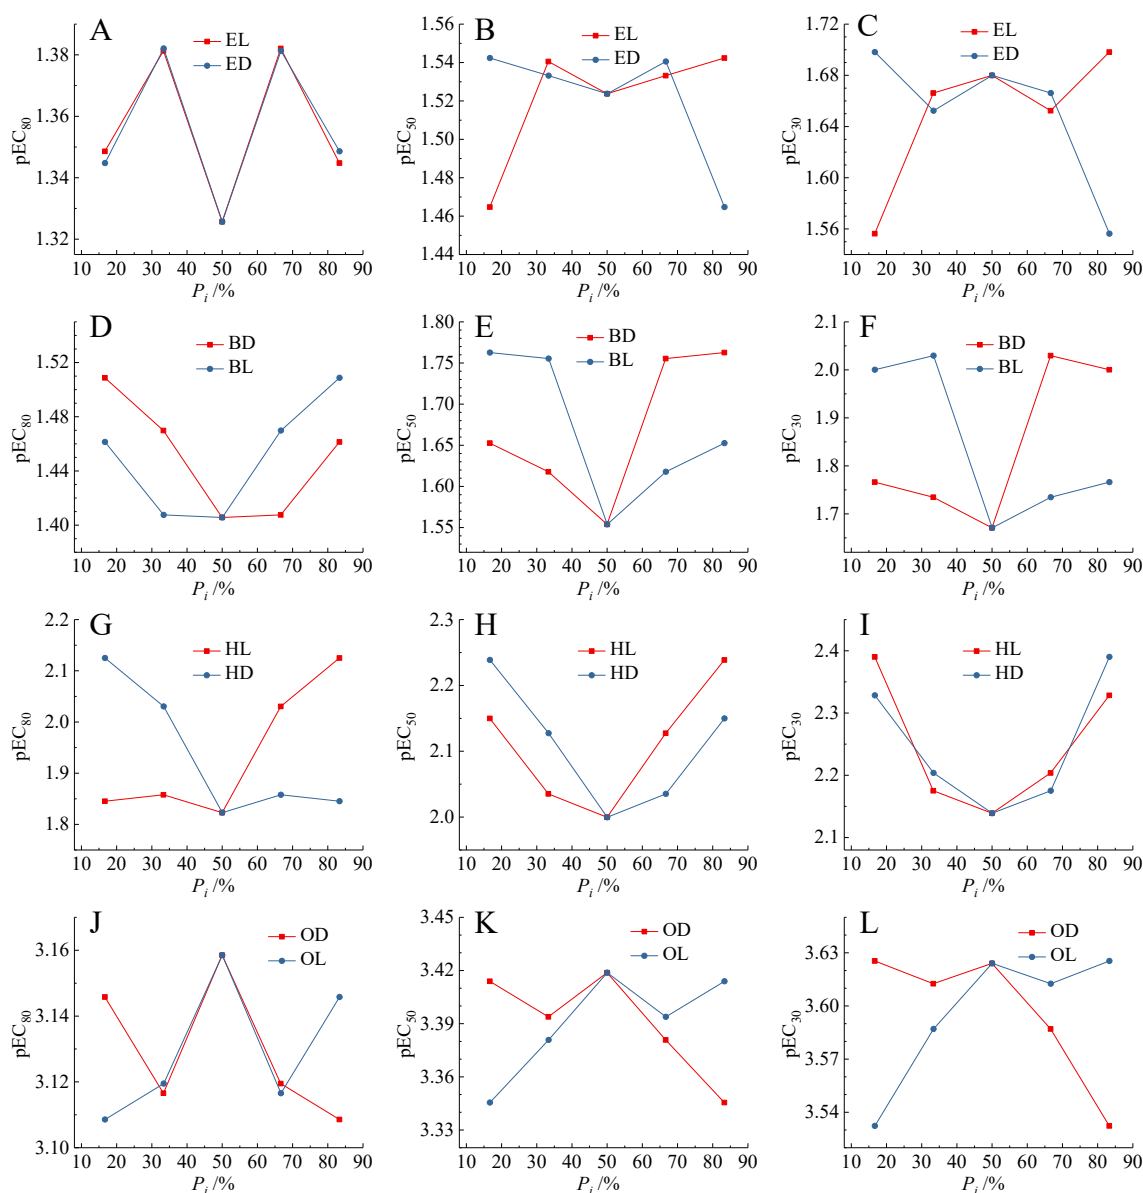 A
EL
ED
pEC80
1.38
1.36
1.34
1.32
10 20 30 40 50 60 70 80 90
Pi /%
B
EL
ED
pEC50
1.56
1.54
1.52
1.50
1.48
1.46
1.44
10 20 30 40 50 60 70 80 90
Pi /%
C
EL
ED
pEC30
1.72
1.68
1.64
1.60
1.56
10 20 30 40 50 60 70 80 90
Pi /%
D
BD
BL
pEC80
1.52
1.48
1.44
1.40
10 20 30 40 50 60 70 80 90
Pi /%
E
BD
BL
pEC50
1.80
1.75
1.70
1.65
1.60
1.55
10 20 30 40 50 60 70 80 90
Pi /%
F
BD
BL
pEC30
2.1
2.0
1.9
1.8
1.7
10 20 30 40 50 60 70 80 90
Pi /%
G
HL
HD
pEC80
2.2
2.1
2.0
1.9
1.8
10 20 30 40 50 60 70 80 90
Pi /%
H
HL
HD
pEC50
2.3
2.2
2.1
2.0
10 20 30 40 50 60 70 80 90
Pi /%
I
HL
HD
pEC30
2.4
2.3
2.2
2.1
10 20 30 40 50 60 70 80 90
Pi /%
J
OD
OL
pEC80
3.16
3.14
3.12
3.10
10 20 30 40 50 60 70 80 90
Pi /%
K
OD
OL
pEC50
3.45
3.42
3.39
3.36
3.33
10 20 30 40 50 60 70 80 90
Pi /%
L
OD
OL
pEC30
3.63
3.60
3.57
3.54
10 20 30 40 50 60 70 80 90
Pi /%